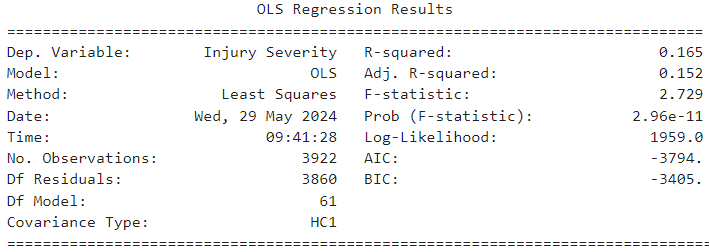 OLS Regression Results
==============================================================================
Dep. Variable: Injury Severity R-squared: 0.165
Model: OLS Adj. R-squared: 0.152
Method: Least Squares F-statistic: 2.729
Date: Wed, 29 May 2024 Prob (F-statistic): 2.96e-11
Time: 09:41:28 Log-Likelihood: 1959.0
No. Observations: 3922 AIC: -3794.
Df Residuals: 3860 BIC: -3405.
Df Model: 61
Covariance Type: HC1
==============================================================================